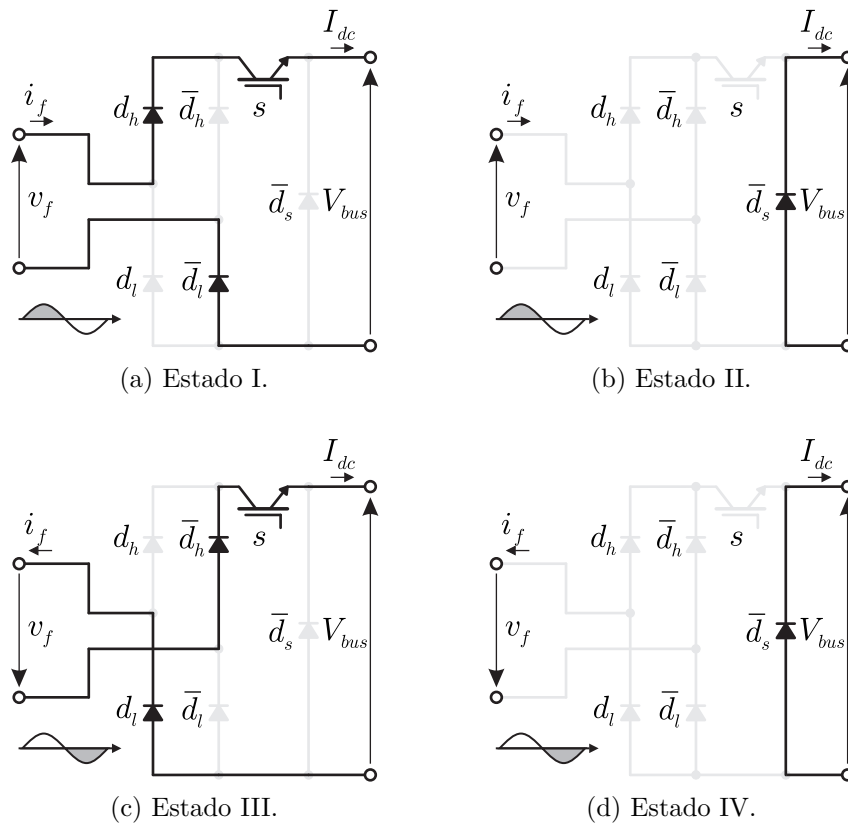 I_dc
i_f d_h d̅_h s
v_f d̅_s V_bus
d_l d̅_l
(a) Estado I.
I_dc
i_f d_h d̅_h s
v_f d̅_s V_bus
d_l d̅_l
(b) Estado II.
I_dc
i_f d_h d̅_h s
v_f d̅_s V_bus
d_l d̅_l
(c) Estado III.
I_dc
i_f d_h d̅_h s
v_f d̅_s V_bus
d_l d̅_l
(d) Estado IV.